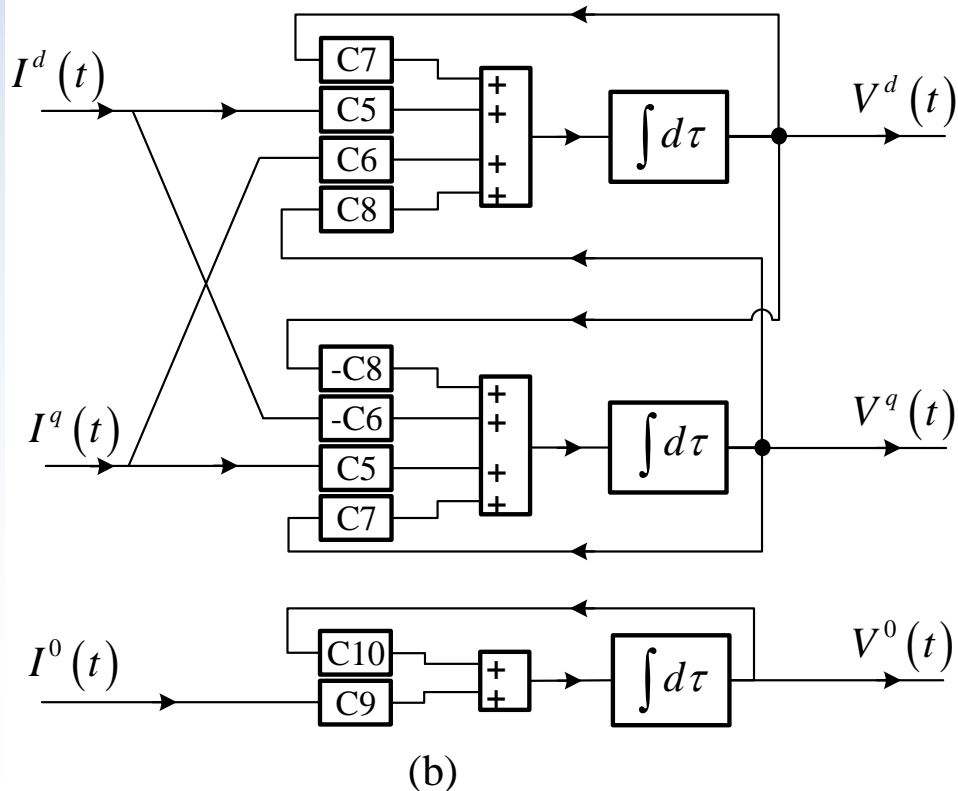 C7
I^d (t)
C5
+
+
∫ dτ
V^d (t)
C6
+
C8
+
-C8
+
-C6
+
I^q (t)
∫ dτ
V^q (t)
C5
+
C7
+
I^0 (t)
C10
+
∫ dτ
V^0 (t)
C9
+
(b)